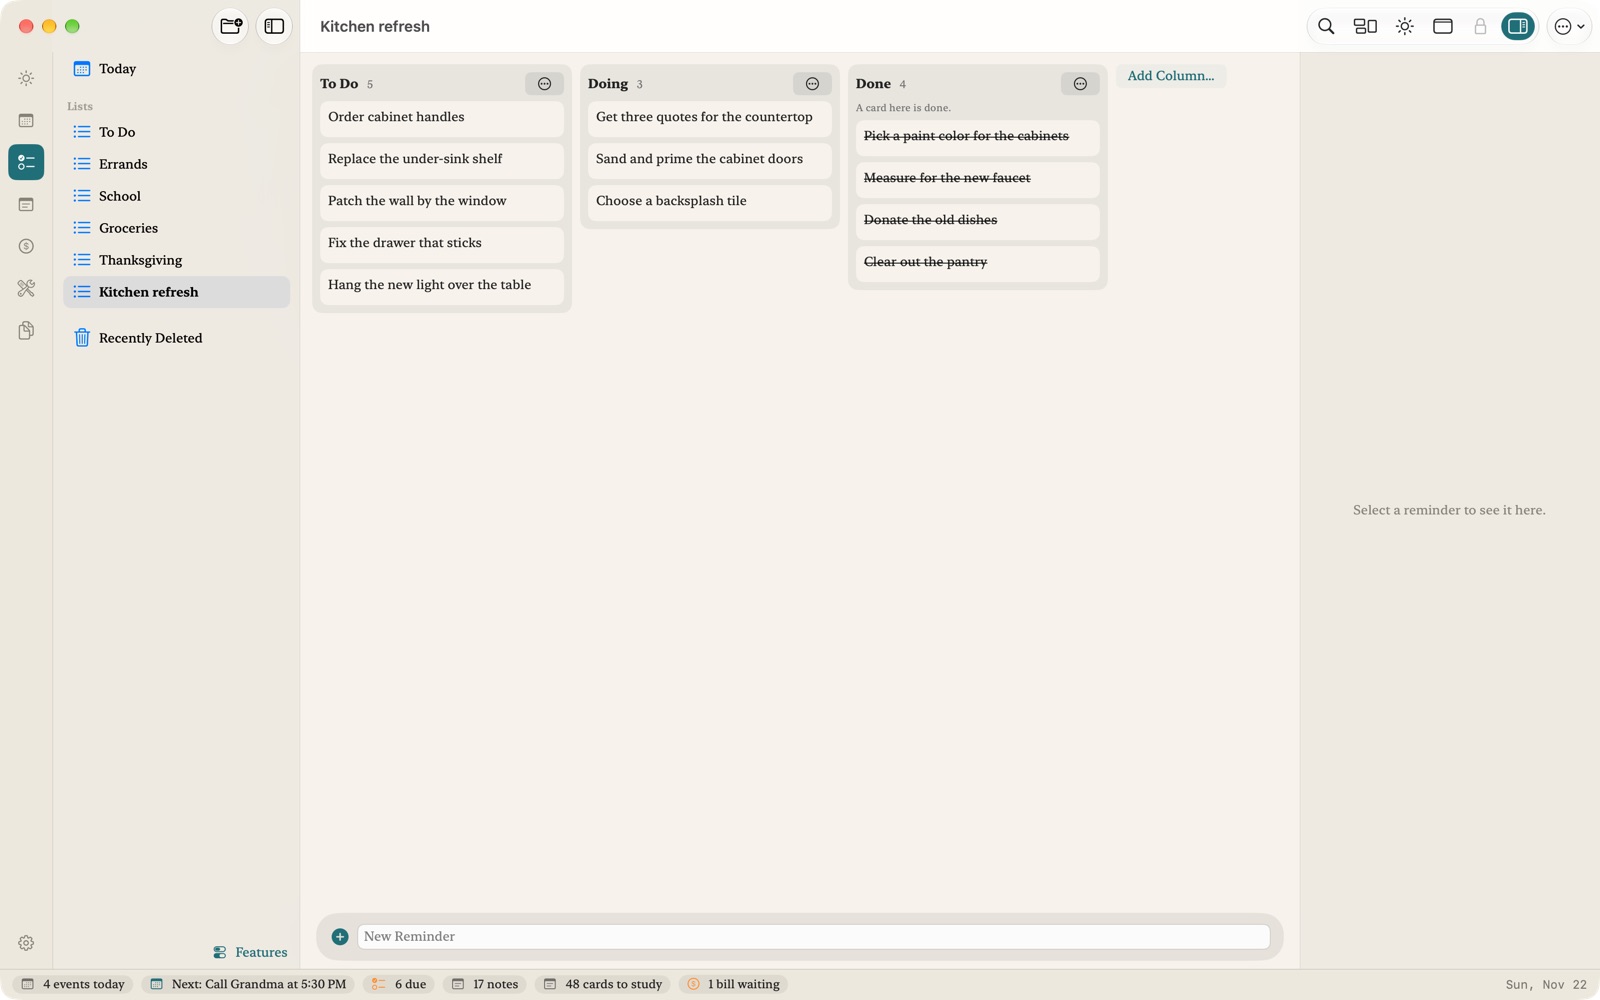 Kitchen refresh
Today
Lists
To Do
Errands
School
Groceries
Thanksgiving
Kitchen refresh
Recently Deleted
Features
To Do 5
Order cabinet handles
Replace the under-sink shelf
Patch the wall by the window
Fix the drawer that sticks
Hang the new light over the table
Doing 3
Get three quotes for the countertop
Sand and prime the cabinet doors
Choose a backsplash tile
Done 4
A card here is done.
Pick a paint color for the cabinets
Measure for the new faucet
Donate the old dishes
Clear out the pantry
Add Column...
Select a reminder to see it here.
New Reminder
4 events today
Next: Call Grandma at 5:30 PM
6 due
17 notes
48 cards to study
1 bill waiting
Sun, Nov 22